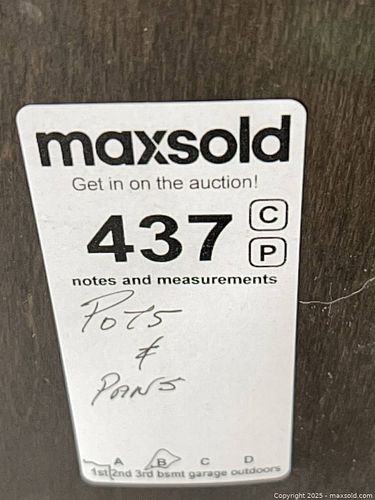 maxsold
Get in on the auction!
437 C
P
notes and measurements
POTS
&
PANS
A B C D
1st 2nd 3rd bsmt garage outdoors
Copyright 2025 - maxsold.com